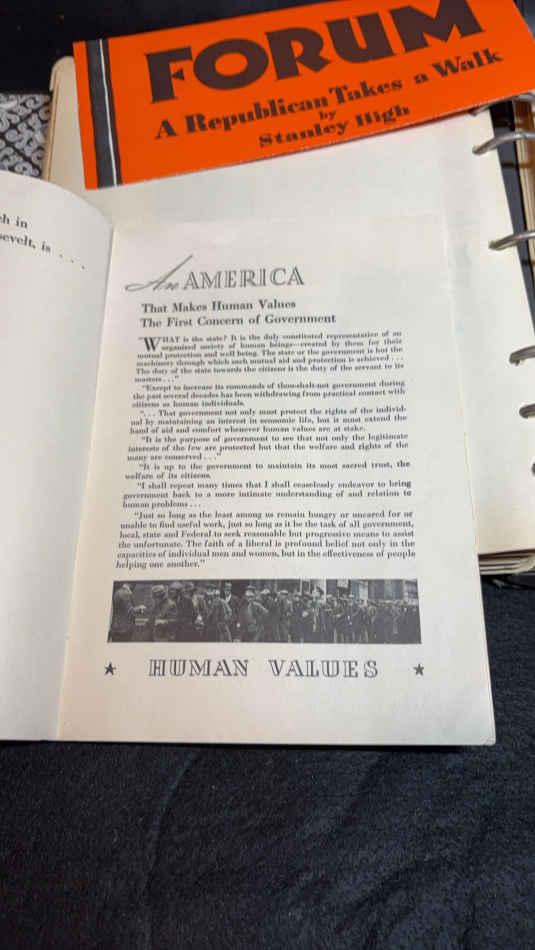 FORUM
A Republican Takes a Walk
by
Stanley High
ch in
evelt, is . . .
An AMERICA
That Makes Human Values
The First Concern of Government
"WHAT is the state? It is the duly constituted representative of an
organized society of human beings—created by them for their
mutual protection and well being. The state or the government is but the
machinery through which such mutual aid and protection is achieved . . .
The duty of the state towards the citizens is the duty of the servant to its
masters . . ."
"Except to increase its commands of thou-shalt-not government during
the past several decades has been withdrawing from practical contact with
citizens as human individuals.
". . . That government not only must protect the rights of the individ-
ual by maintaining an interest in economic life, but it must extend the
hand of aid and comfort whenever human values are at stake.
"It is the purpose of government to see that not only the legitimate
interests of the few are protected but that the welfare and rights of the
many are conserved . . ."
"It is up to the government to maintain its most sacred trust, the
welfare of its citizens.
"I shall repeat many times that I shall ceaselessly endeavor to bring
government back to a more intimate understanding of and relation to
human problems . . .
"Just so long as the least among us remain hungry or uncared for or
unable to find useful work, just so long as it be the task of all government,
local, state and Federal to seek reasonable but progressive means to assist
the unfortunate. The faith of a liberal is profound belief not only in the
capacities of individual men and women, but in the effectiveness of people
helping one another."
★ HUMAN VALUES ★